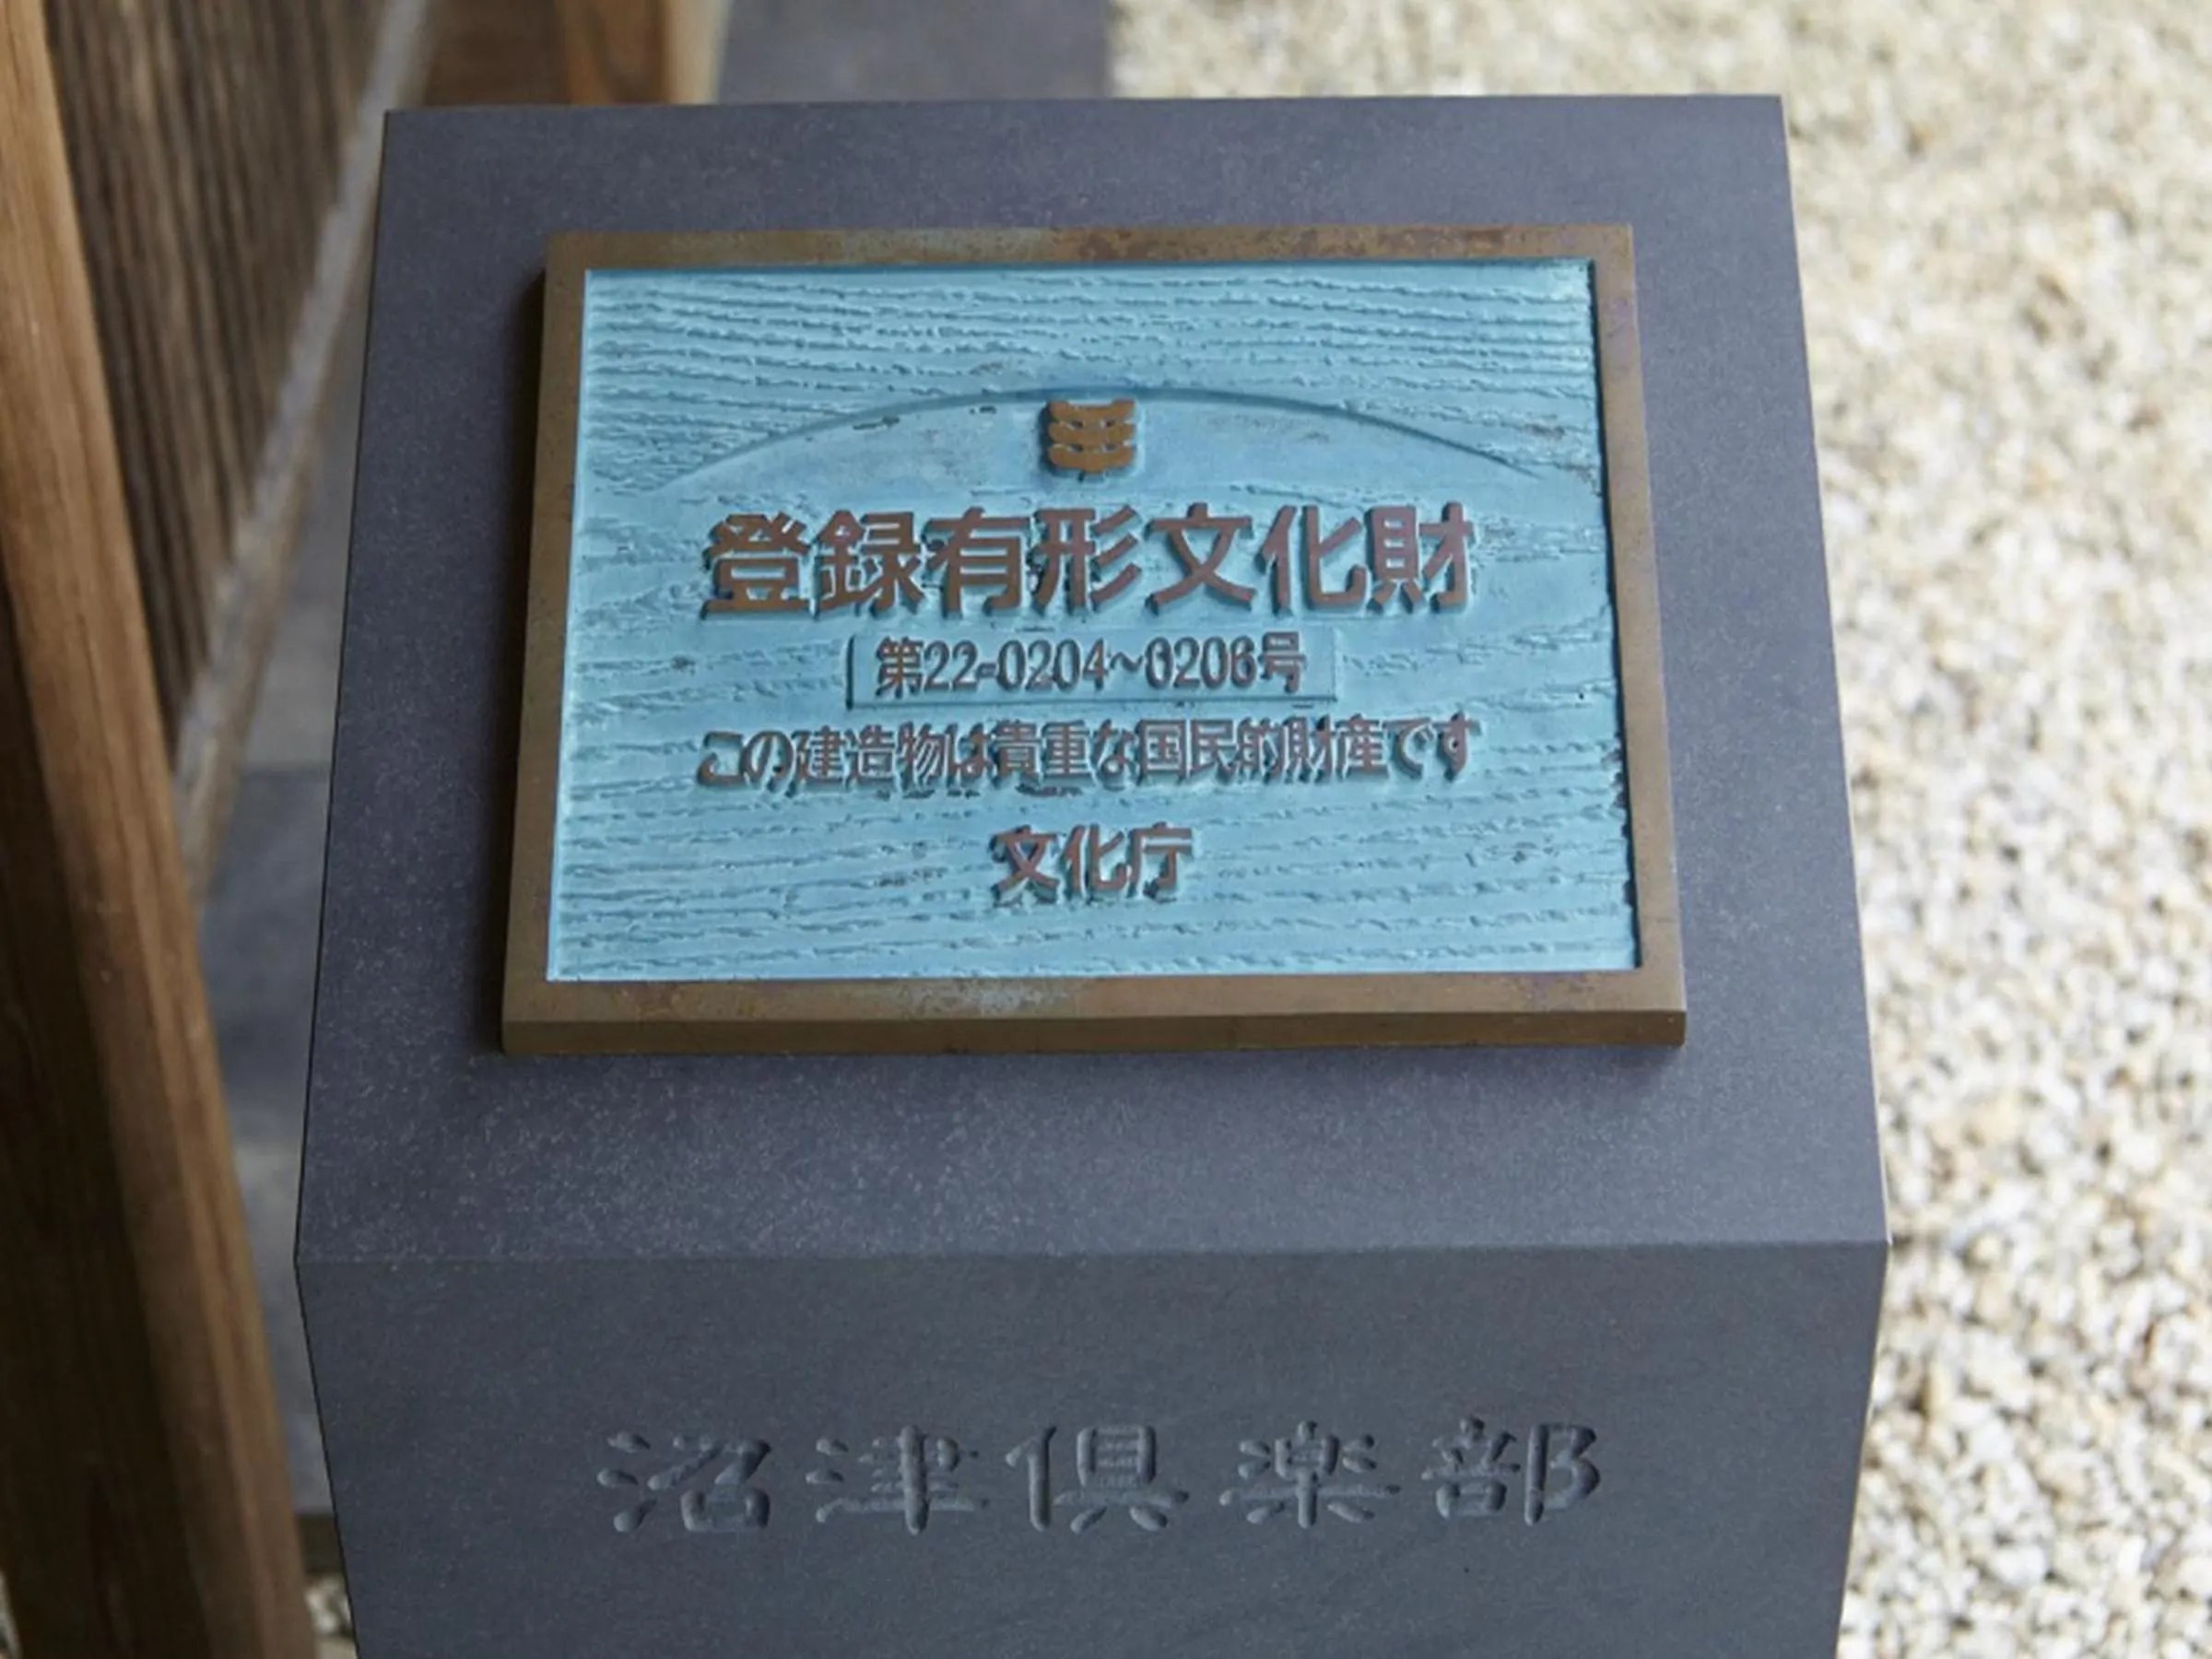 登録有形文化財
第22-0204~0206号
この建造物は貴重な国民的財産です
文化庁
沼津倶楽部